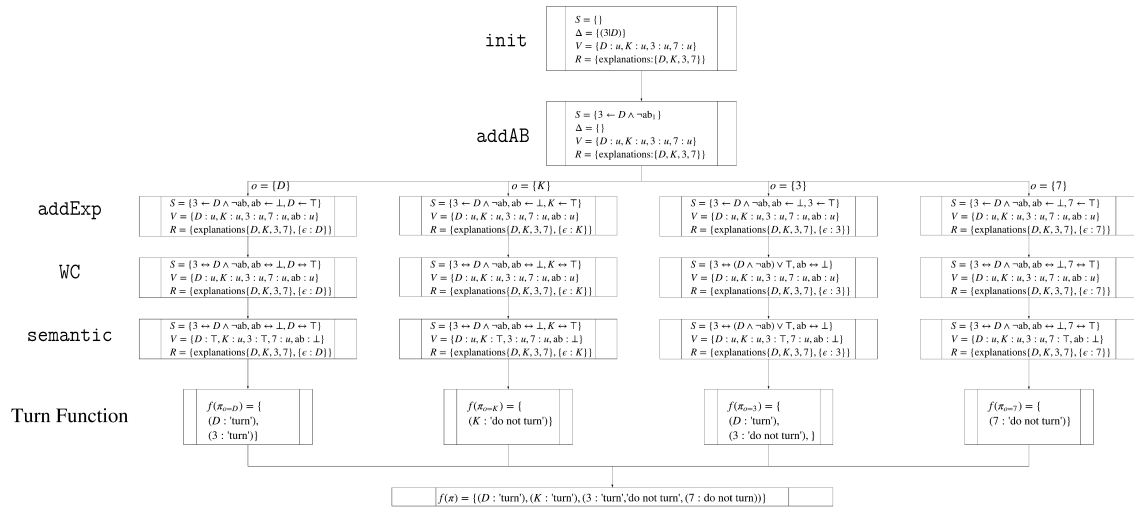 init
S = {}
Δ = {(3|D)}
V = {D : u, K : u, 3 : u, 7 : u}
R = {explanations:{D, K, 3, 7}}
addAB
S = {3 ← D ∧ ¬ab₁}
Δ = {}
V = {D : u, K : u, 3 : u, 7 : u}
R = {explanations:{D, K, 3, 7}}
o = {D}
o = {K}
o = {3}
o = {7}
addExp
S = {3 ← D ∧ ¬ab, ab ← ⊥, D ← ⊤}
V = {D : u, K : u, 3 : u, 7 : u, ab : u}
R = {explanations{D, K, 3, 7}, {ϵ : D}}
S = {3 ← D ∧ ¬ab, ab ← ⊥, K ← ⊤}
V = {D : u, K : u, 3 : u, 7 : u, ab : u}
R = {explanations{D, K, 3, 7}, {ϵ : K}}
S = {3 ← D ∧ ¬ab, ab ← ⊥, 3 ← ⊤}
V = {D : u, K : u, 3 : u, 7 : u, ab : u}
R = {explanations{D, K, 3, 7}, {ϵ : 3}}
S = {3 ← D ∧ ¬ab, ab ← ⊥, 7 ← ⊤}
V = {D : u, K : u, 3 : u, 7 : u, ab : u}
R = {explanations{D, K, 3, 7}, {ϵ : 7}}
WC
S = {3 ↔ D ∧ ¬ab, ab ↔ ⊥, D ↔ ⊤}
V = {D : u, K : u, 3 : u, 7 : u, ab : u}
R = {explanations{D, K, 3, 7}, {ϵ : D}}
S = {3 ↔ D ∧ ¬ab, ab ↔ ⊥, K ↔ ⊤}
V = {D : u, K : u, 3 : u, 7 : u, ab : u}
R = {explanations{D, K, 3, 7}, {ϵ : K}}
S = {3 ↔ (D ∧ ¬ab) ∨ ⊤, ab ↔ ⊥}
V = {D : u, K : u, 3 : u, 7 : u, ab : u}
R = {explanations{D, K, 3, 7}, {ϵ : 3}}
S = {3 ↔ D ∧ ¬ab, ab ↔ ⊥, 7 ↔ ⊤}
V = {D : u, K : u, 3 : u, 7 : u, ab : u}
R = {explanations{D, K, 3, 7}, {ϵ : 7}}
semantic
S = {3 ↔ D ∧ ¬ab, ab ↔ ⊥, D ↔ ⊤}
V = {D : ⊤, K : u, 3 : ⊤, 7 : u, ab : ⊥}
R = {explanations{D, K, 3, 7}, {ϵ : D}}
S = {3 ↔ D ∧ ¬ab, ab ↔ ⊥, K ↔ ⊤}
V = {D : u, K : ⊤, 3 : u, 7 : u, ab : ⊥}
R = {explanations{D, K, 3, 7}, {ϵ : K}}
S = {3 ↔ (D ∧ ¬ab) ∨ ⊤, ab ↔ ⊥}
V = {D : u, K : u, 3 : ⊤, 7 : u, ab : ⊥}
R = {explanations{D, K, 3, 7}, {ϵ : 3}}
S = {3 ↔ D ∧ ¬ab, ab ↔ ⊥, 7 ↔ ⊤}
V = {D : u, K : u, 3 : u, 7 : ⊤, ab : ⊥}
R = {explanations{D, K, 3, 7}, {ϵ : 7}}
Turn Function
f(π_{o=D}) = {
(D : 'turn'),
(3 : 'turn')}
f(π_{o=K}) = {
(K : 'do not turn')}
f(π_{o=3}) = {
(D : 'turn'),
(3 : 'do not turn'), }
f(π_{o=7}) = {
(7 : 'do not turn')}
f(π) = {(D : 'turn'), (K : 'turn'), (3 : 'turn','do not turn', (7 : do not turn))}